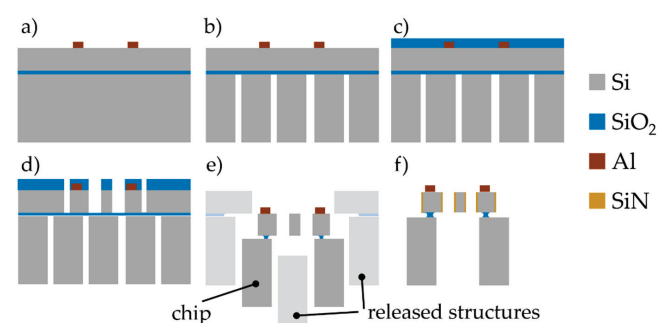 a)
b)
c)
Si
SiO₂
Al
SiN
d)
e)
f)
chip
released structures